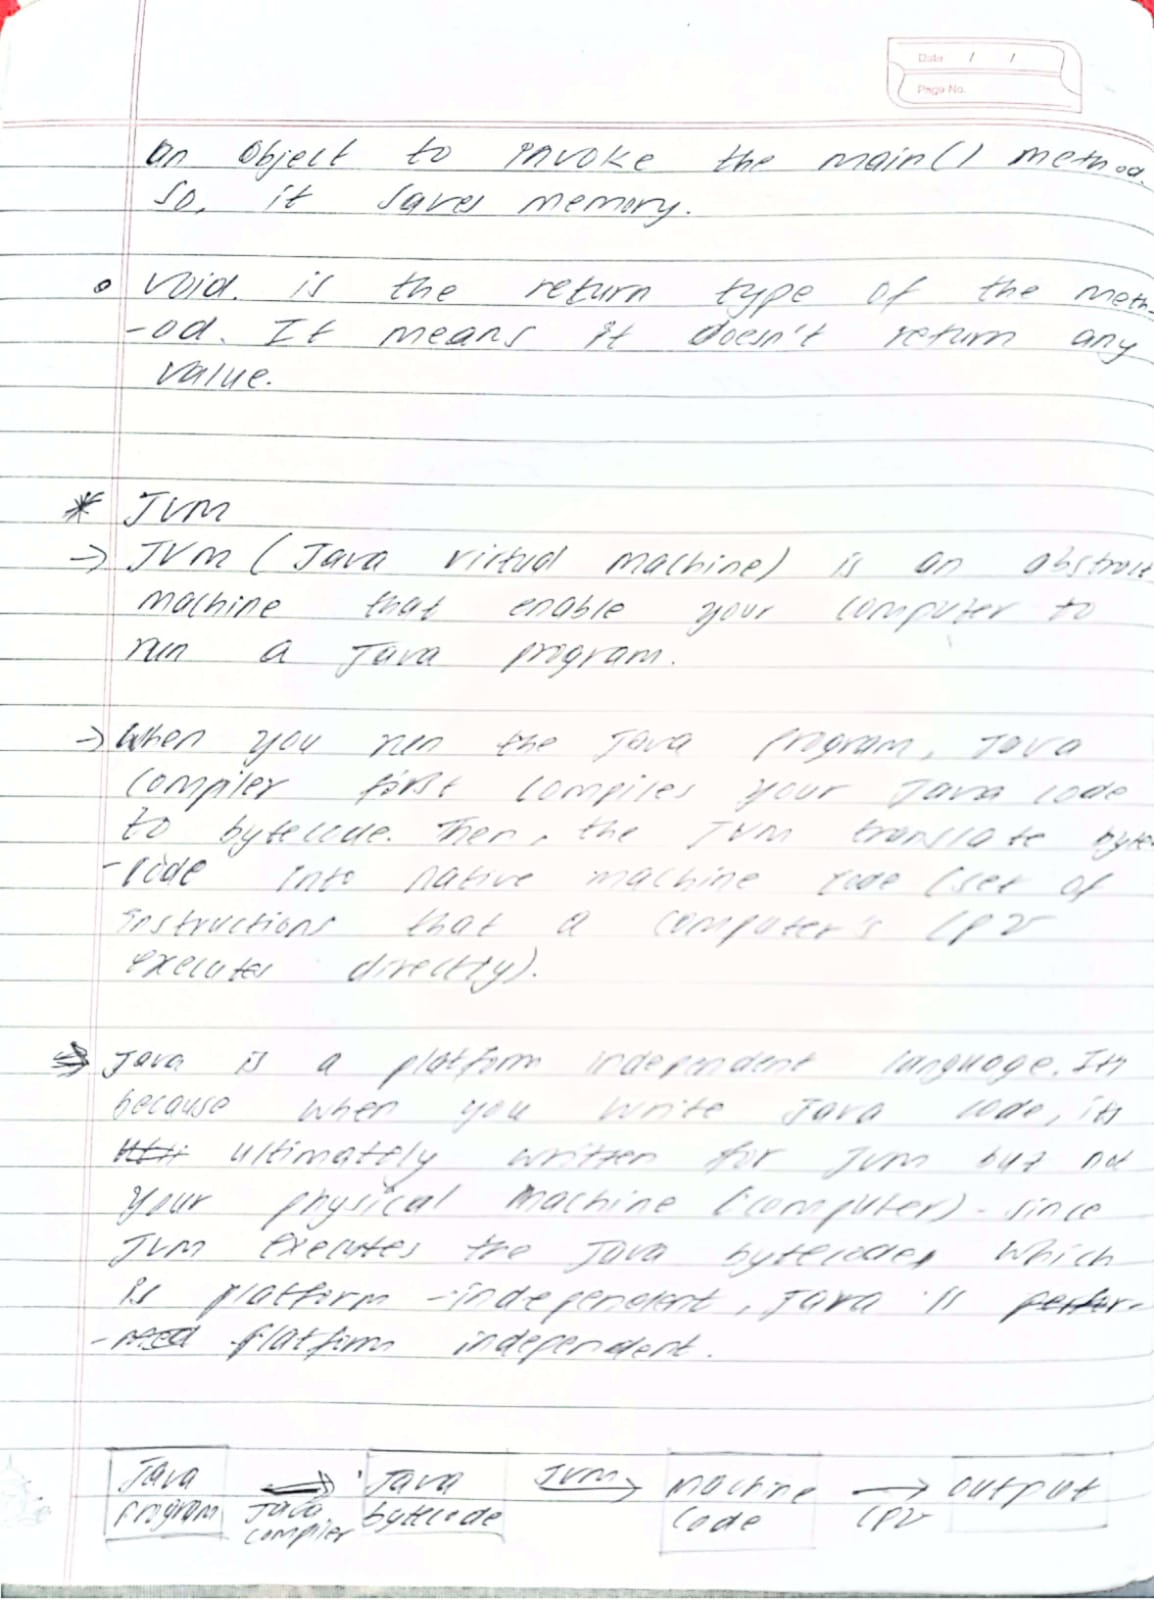 Date / /
Page No.
an object to invoke the main() method.
So, it saves memory.
• void. is the return type of the meth-
-od. It means it doesn't return any
value.
* JVM
→ JVM (Java virtual machine) is an abstract
machine that enable your computer to
run a Java program.
→ When you run the Java program, Java
compiler first compiles your Java code
to bytecode. Then, the JVM translate byte-
-code into native machine code (set of
instructions that a computer's CPU
executes directly).
→ Java is a platform independent language. Its
because when you write Java code, its
ultimately written for JVM but not
your physical machine (computer). since
JVM executes the Java bytecode, which
is platform-independent, Java is
platform independent.
Java ⇒ Java JVM → machine → output
program Java compiler bytecode code CPU